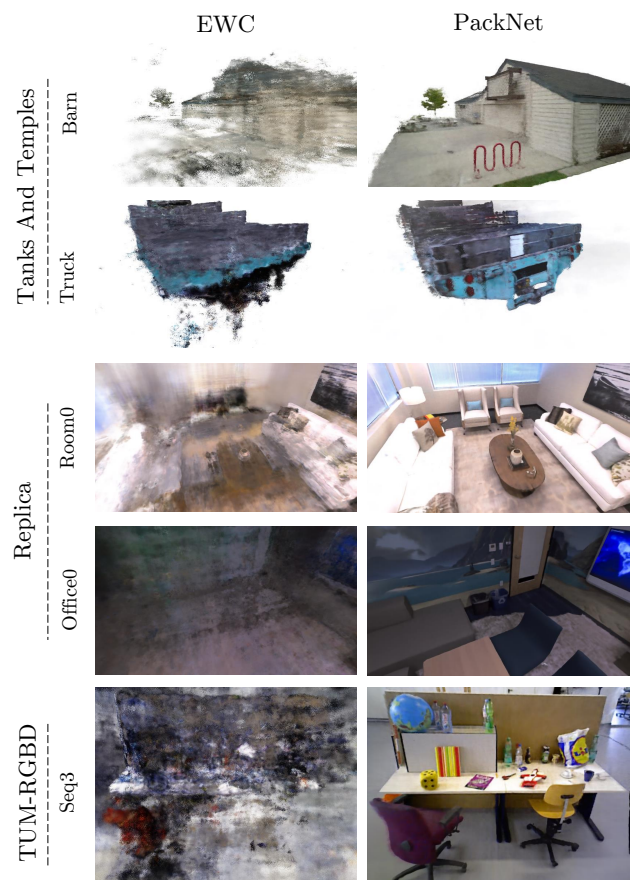 EWC
PackNet
Tanks And Temples
Barn
Truck
Replica
Room0
Office0
TUM-RGBD
Seq3